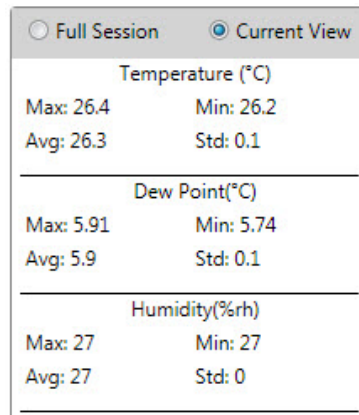 Full Session Current View
Temperature (°C)
Max: 26.4 Min: 26.2
Avg: 26.3 Std: 0.1
Dew Point(°C)
Max: 5.91 Min: 5.74
Avg: 5.9 Std: 0.1
Humidity(%rh)
Max: 27 Min: 27
Avg: 27 Std: 0